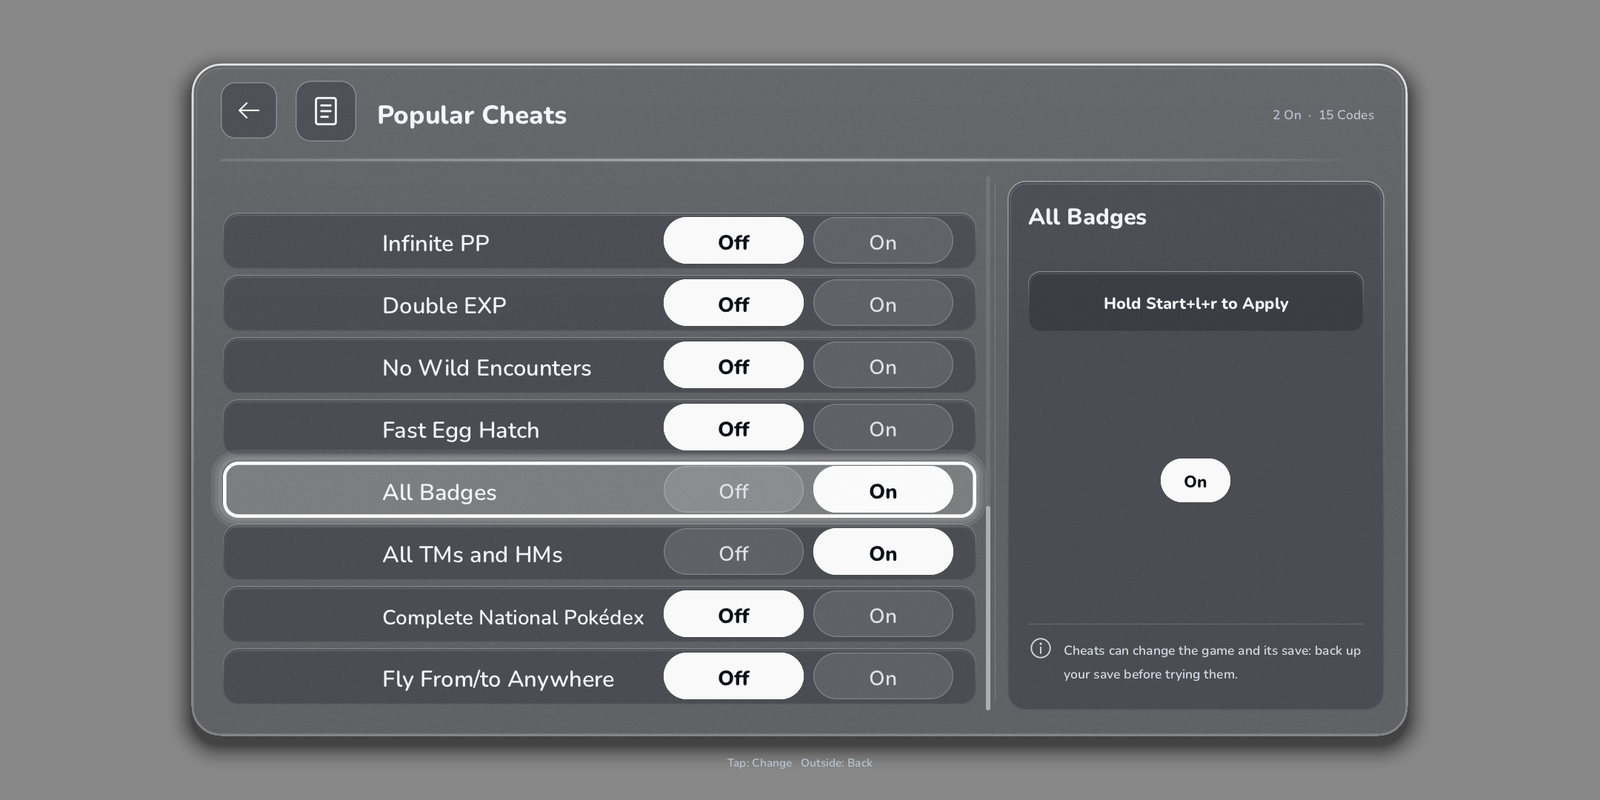 Popular Cheats
2 On · 15 Codes
Infinite PP Off On
Double EXP Off On
No Wild Encounters Off On
Fast Egg Hatch Off On
All Badges Off On
All TMs and HMs Off On
Complete National Pokédex Off On
Fly From/to Anywhere Off On
All Badges
Hold Start+l+r to Apply
On
Cheats can change the game and its save: back up
your save before trying them.
Tap: Change Outside: Back